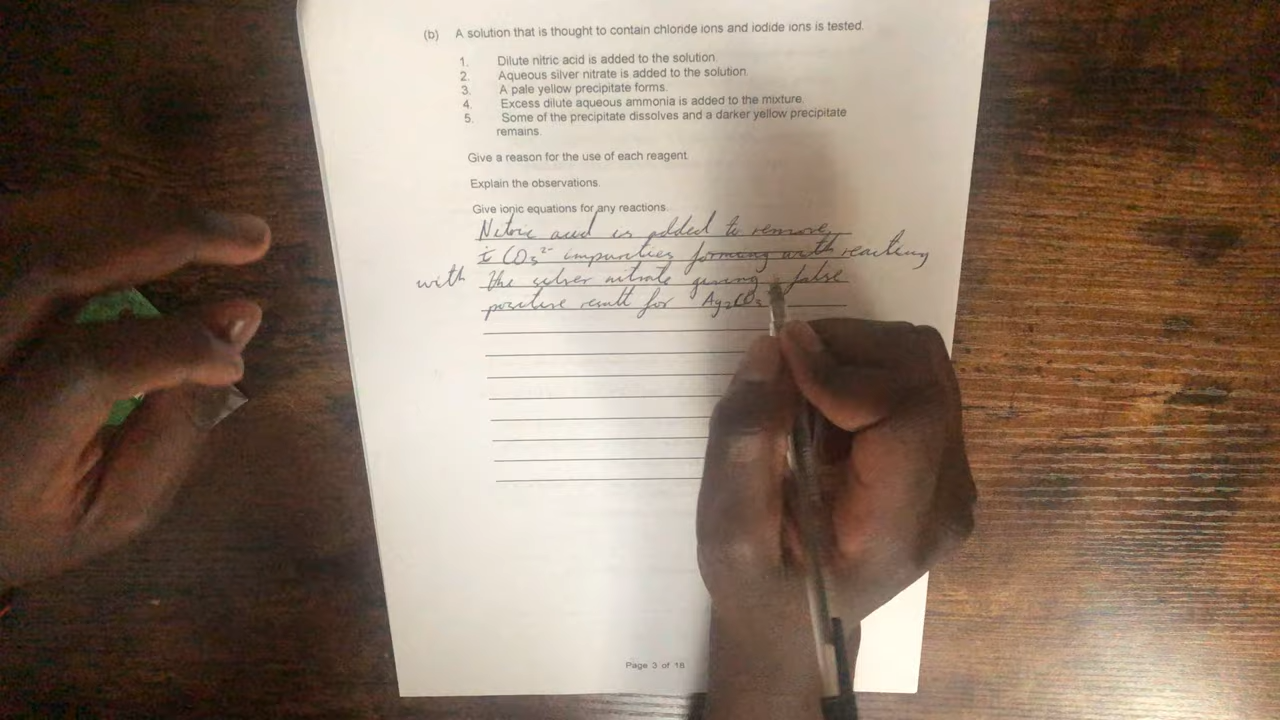 (b) A solution that is thought to contain chloride ions and iodide ions is tested.
1. Dilute nitric acid is added to the solution.
2. Aqueous silver nitrate is added to the solution.
3. A pale yellow precipitate forms.
4. Excess dilute aqueous ammonia is added to the mixture.
5. Some of the precipitate dissolves and a darker yellow precipitate
remains.
Give a reason for the use of each reagent.
Explain the observations.
Give ionic equations for any reactions.
Nitric acid is added to remove
CO₃²⁻ impurities forming with reacting
with the silver nitrate giving a false
positive result for Ag₂CO₃
Page 3 of 18